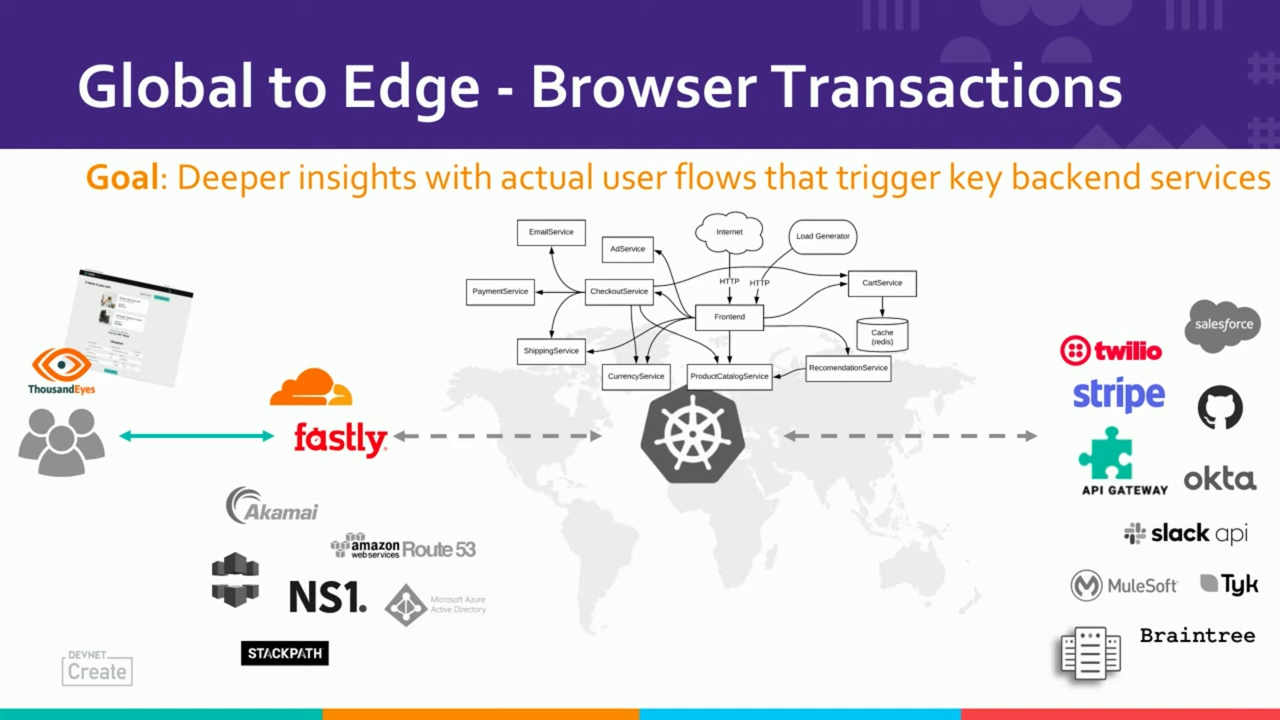 Global to Edge - Browser Transactions
Goal: Deeper insights with actual user flows that trigger key backend services
EmailService
AdService
Internet
Load Generator
PaymentService
CheckoutService
HTTP
HTTP
CartService
Frontend
Cache
(redis)
ShippingService
CurrencyService
ProductCatalogService
RecomendationService
ThousandEyes
fastly
salesforce
twilio
stripe
API GATEWAY
okta
slack api
MuleSoft
Tyk
Braintree
Akamai
amazon
webservices
Route 53
NS1.
Microsoft Azure
Active Directory
STACKPATH
DEVNET
Create